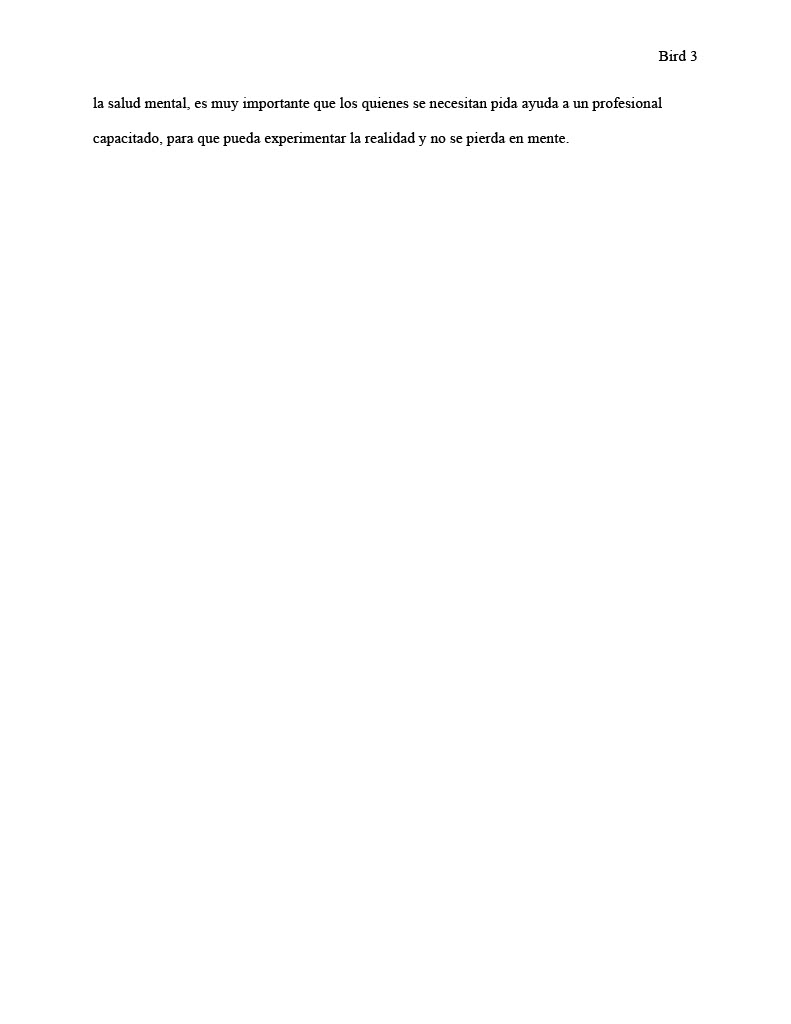 Bird 3
la salud mental, es muy importante que los quienes se necesitan pida ayuda a un profesional
capacitado, para que pueda experimentar la realidad y no se pierda en mente.